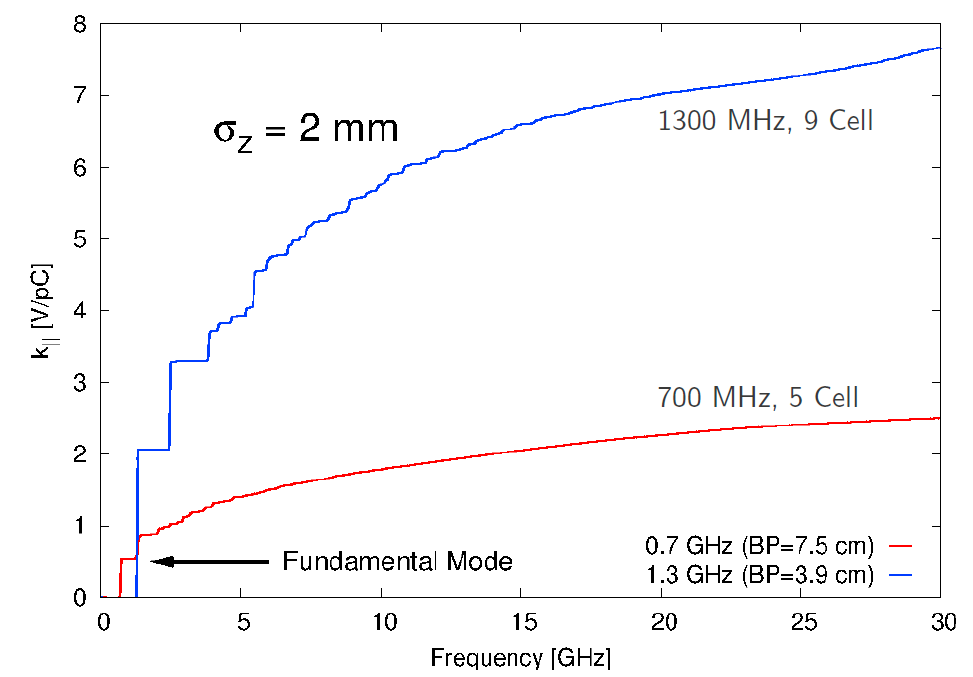 8
7
6
5
4
3
2
1
0
k|| [V/pC]
σz = 2 mm
1300 MHz, 9 Cell
700 MHz, 5 Cell
Fundamental Mode
0.7 GHz (BP=7.5 cm)
1.3 GHz (BP=3.9 cm)
0 5 10 15 20 25 30
Frequency [GHz]